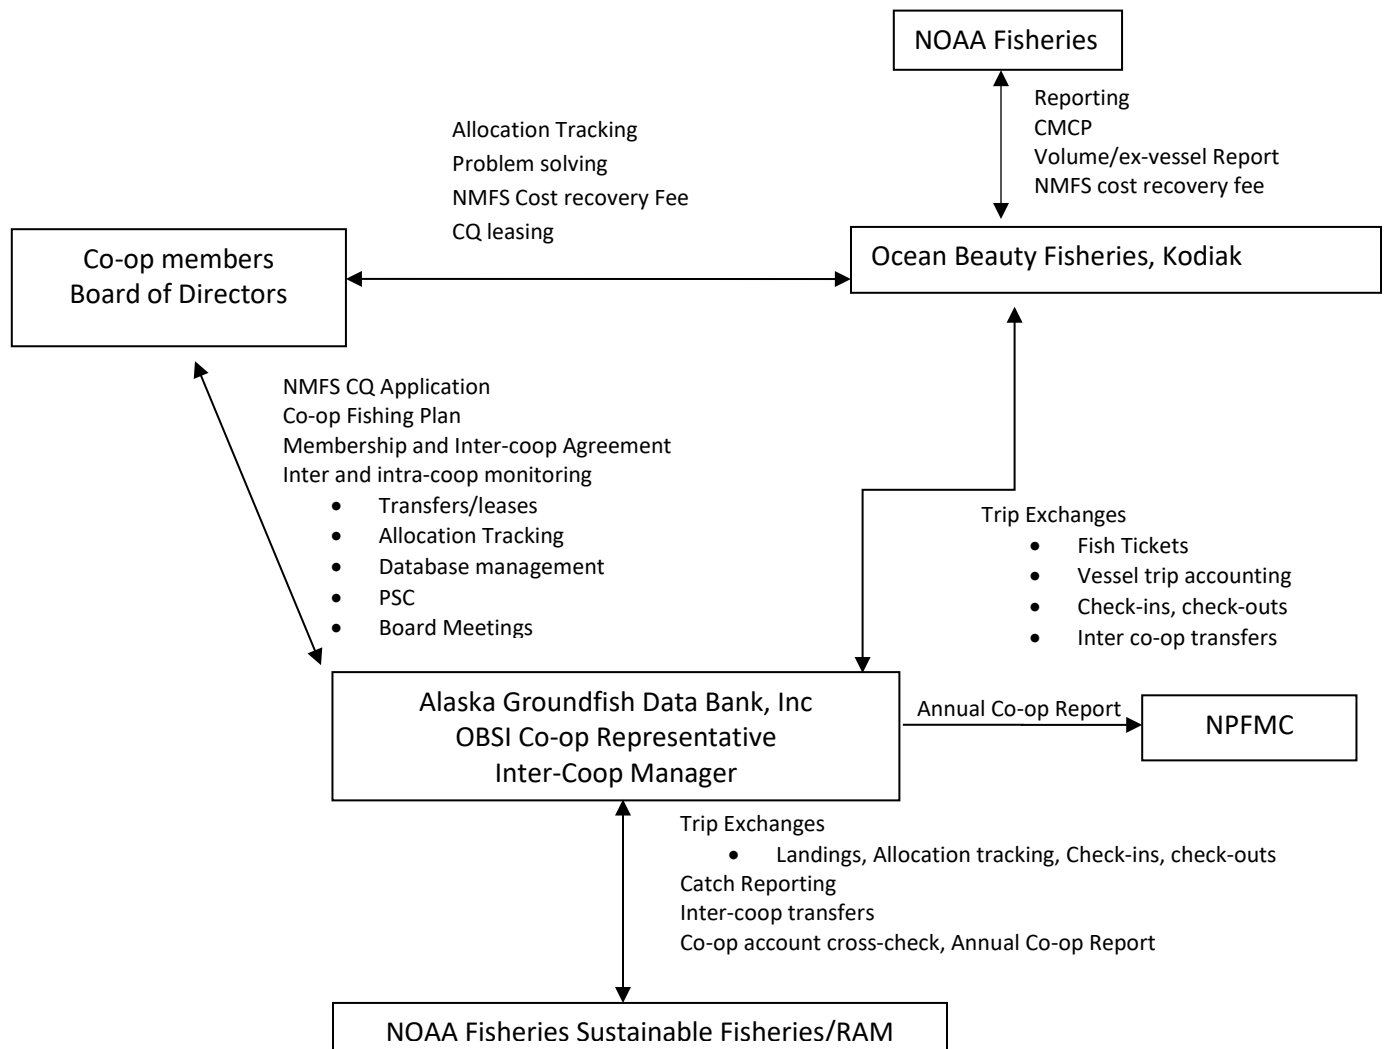 NOAA Fisheries
Reporting
CMCP
Volume/ex-vessel Report
NMFS cost recovery fee
Allocation Tracking
Problem solving
NMFS Cost recovery Fee
CQ leasing
Co-op members
Board of Directors
Ocean Beauty Fisheries, Kodiak
NMFS CQ Application
Co-op Fishing Plan
Membership and Inter-coop Agreement
Inter and intra-coop monitoring
• Transfers/leases
• Allocation Tracking
• Database management
• PSC
• Board Meetings
Trip Exchanges
• Fish Tickets
• Vessel trip accounting
• Check-ins, check-outs
• Inter co-op transfers
Alaska Groundfish Data Bank, Inc
OBSI Co-op Representative
Inter-Coop Manager
Annual Co-op Report
NPFMC
Trip Exchanges
• Landings, Allocation tracking, Check-ins, check-outs
Catch Reporting
Inter-coop transfers
Co-op account cross-check, Annual Co-op Report
NOAA Fisheries Sustainable Fisheries/RAM